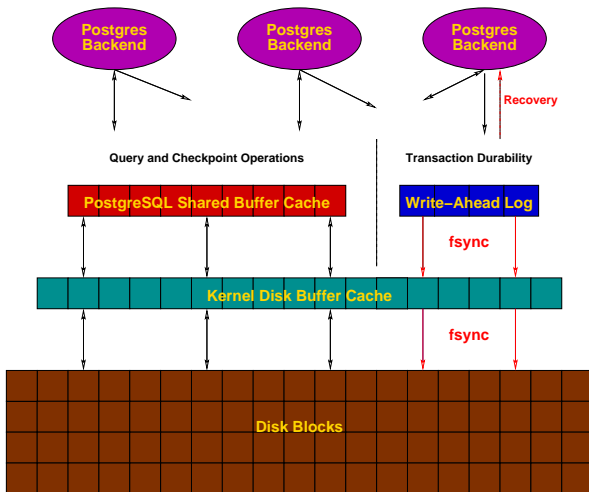 Postgres
Backend
Postgres
Backend
Postgres
Backend
Recovery
Query and Checkpoint Operations
Transaction Durability
PostgreSQL Shared Buffer Cache
Write−Ahead Log
fsync
Kernel Disk Buffer Cache
fsync
Disk Blocks